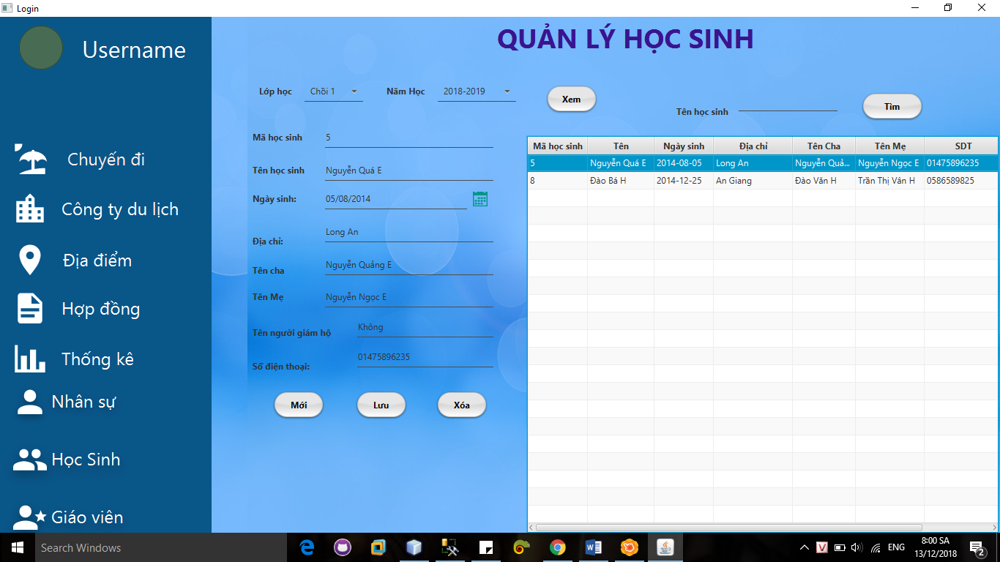 Login
Username
Chuyến đi
Công ty du lịch
Địa điểm
Hợp đồng
Thống kê
Nhân sự
Học Sinh
Giáo viên
QUẢN LÝ HỌC SINH
Lớp học Chồi 1 Năm Học 2018-2019 Xem
Tên học sinh Tìm
Mã học sinh 5
Tên học sinh Nguyễn Quá E
Ngày sinh: 05/08/2014
Địa chỉ: Long An
Tên cha Nguyễn Quảng E
Tên Mẹ Nguyễn Ngọc E
Tên người giám hộ Không
Số điện thoại: 01475896235
Mới Lưu Xóa
Mã học sinh Tên Ngày sinh Địa chỉ Tên Cha Tên Mẹ SDT
5 Nguyễn Quá E 2014-08-05 Long An Nguyễn Quả... Nguyễn Ngọc E 01475896235
8 Đào Bá H 2014-12-25 An Giang Đào Văn H Trần Thị Vân H 0586589825
Search Windows
ENG
8:00 SA
13/12/2018
2